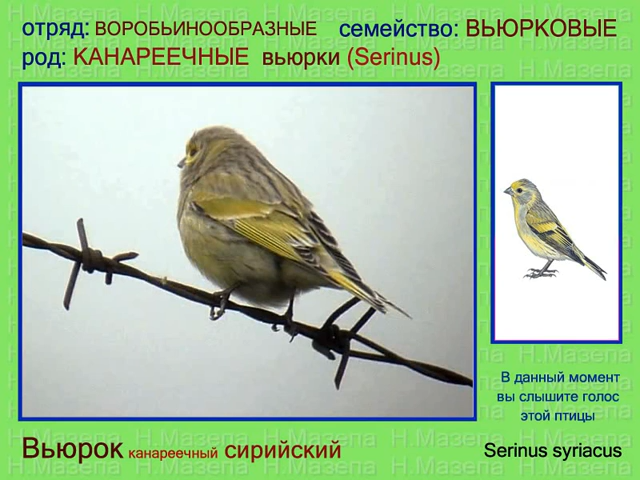 отряд: ВОРОБЬИНООБРАЗНЫЕ семейство: ВЬЮРКОВЫЕ
род: КАНАРЕЕЧНЫЕ вьюрки (Serinus)
В данный момент
вы слышите голос
этой птицы
Вьюрок канареечный сирийский Serinus syriacus
Н.Мазепа